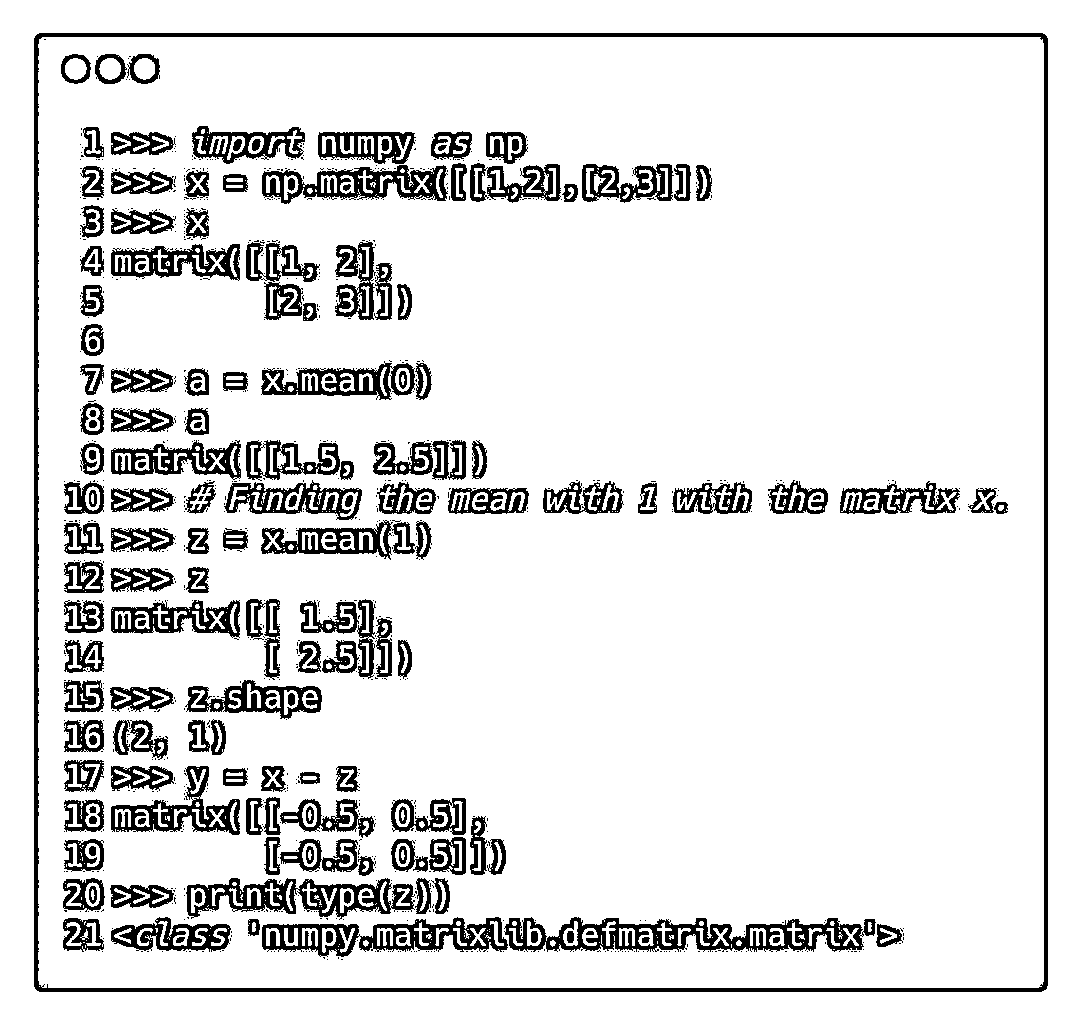 1 >>> import numpy as np
2 >>> x = np.matrix([[1,2],[2,3]])
3 >>> x
4 matrix([[1, 2],
5         [2, 3]])
6
7 >>> a = x.mean(0)
8 >>> a
9 matrix([[1.5, 2.5]])
10 >>> # Finding the mean with 1 with the matrix x.
11 >>> z = x.mean(1)
12 >>> z
13 matrix([[ 1.5],
14         [ 2.5]])
15 >>> z.shape
16 (2, 1)
17 >>> y = x - z
18 matrix([[-0.5, 0.5],
19         [-0.5, 0.5]])
20 >>> print(type(z))
21 <class 'numpy.matrixlib.defmatrix.matrix'>